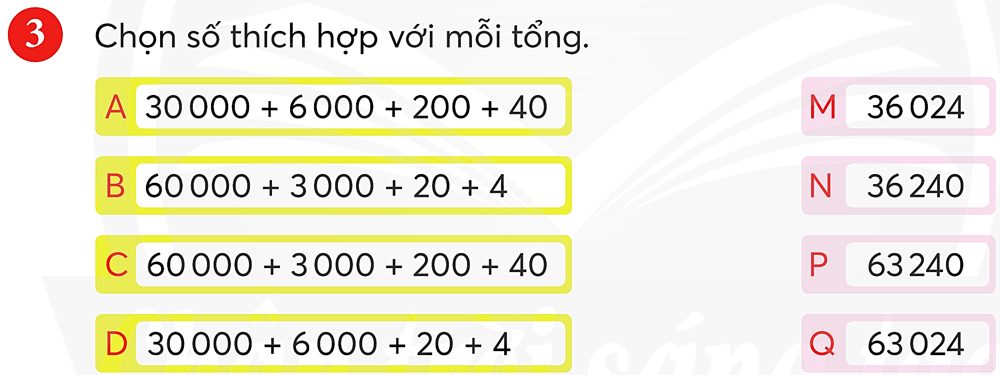 3 Chọn số thích hợp với mỗi tổng.
A 30 000 + 6 000 + 200 + 40 M 36 024
B 60 000 + 3 000 + 20 + 4 N 36 240
C 60 000 + 3 000 + 200 + 40 P 63 240
D 30 000 + 6 000 + 20 + 4 Q 63 024